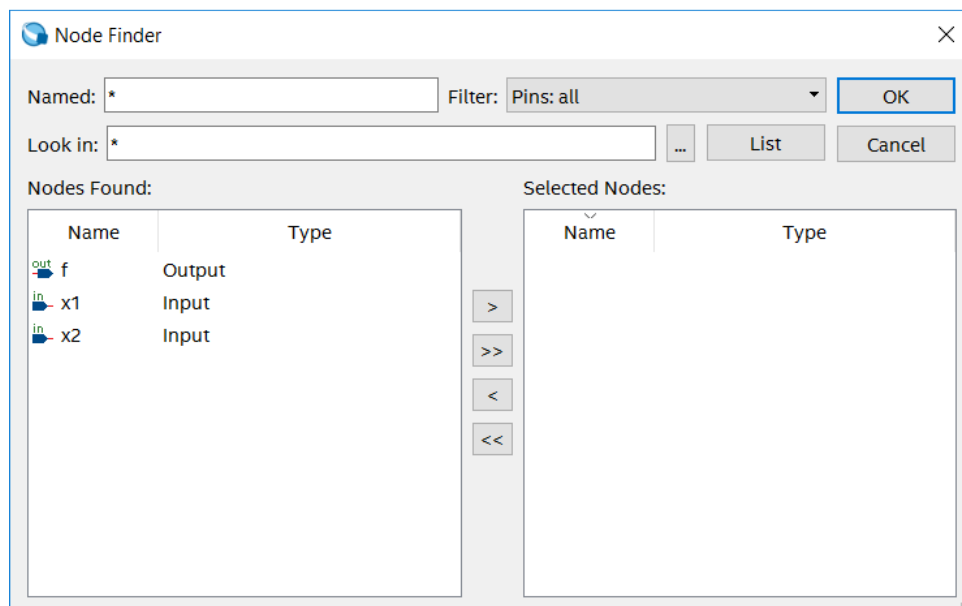 Node Finder
Named: * Filter: Pins: all OK
Look in: * ... List Cancel
Nodes Found: Selected Nodes:
Name Type Name Type
out f Output
in x1 Input
in x2 Input
>
>>
<
<<